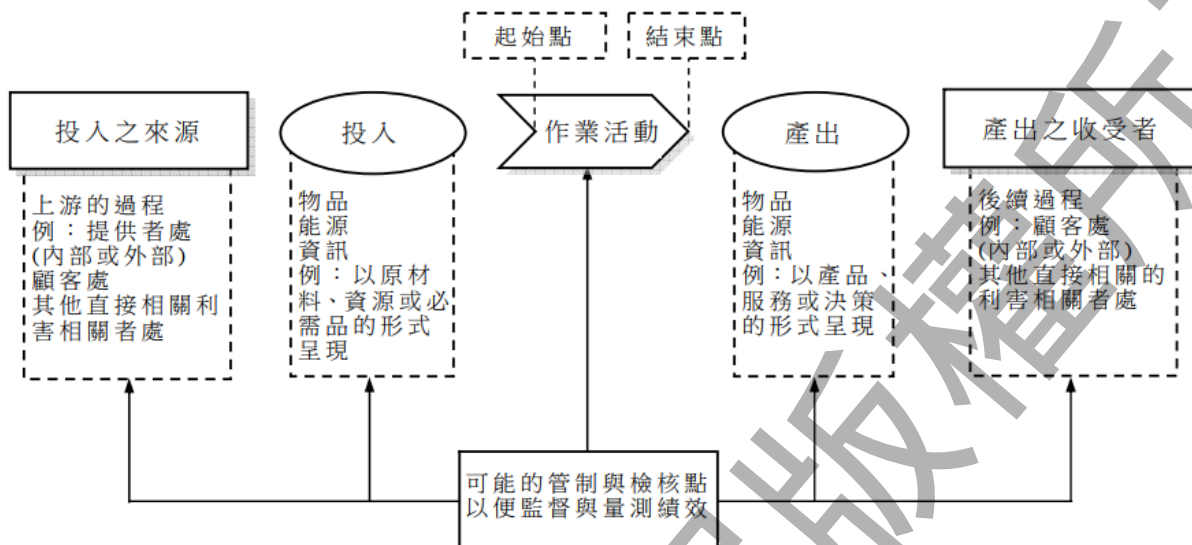 起始點
結束點
投入之來源
投入
作業活動
產出
產出之收受者
上游的過程
例：提供者處
(內部或外部)
顧客處
其他直接相關利
害相關者處
物品
能源
資訊
例：以原材
料、資源或必
需品的形式
呈現
物品
能源
資訊
例：以產品、
服務或決策
的形式呈現
後續過程
例：顧客處
(內部或外部)
其他直接相關的
利害相關者處
可能的管制與檢核點
以便監督與量測績效
版權所